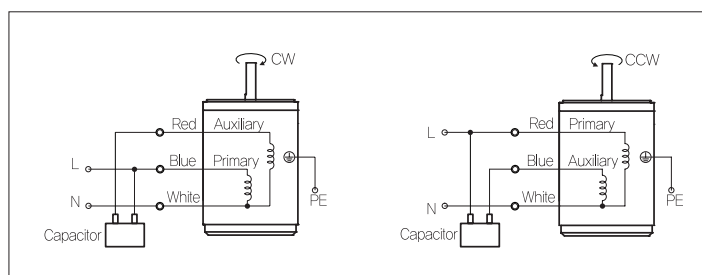 CW
Red Auxiliary
L
Blue Primary
N
White
PE
Capacitor
CCW
L
Red Primary
Blue Auxiliary
N
White
PE
Capacitor